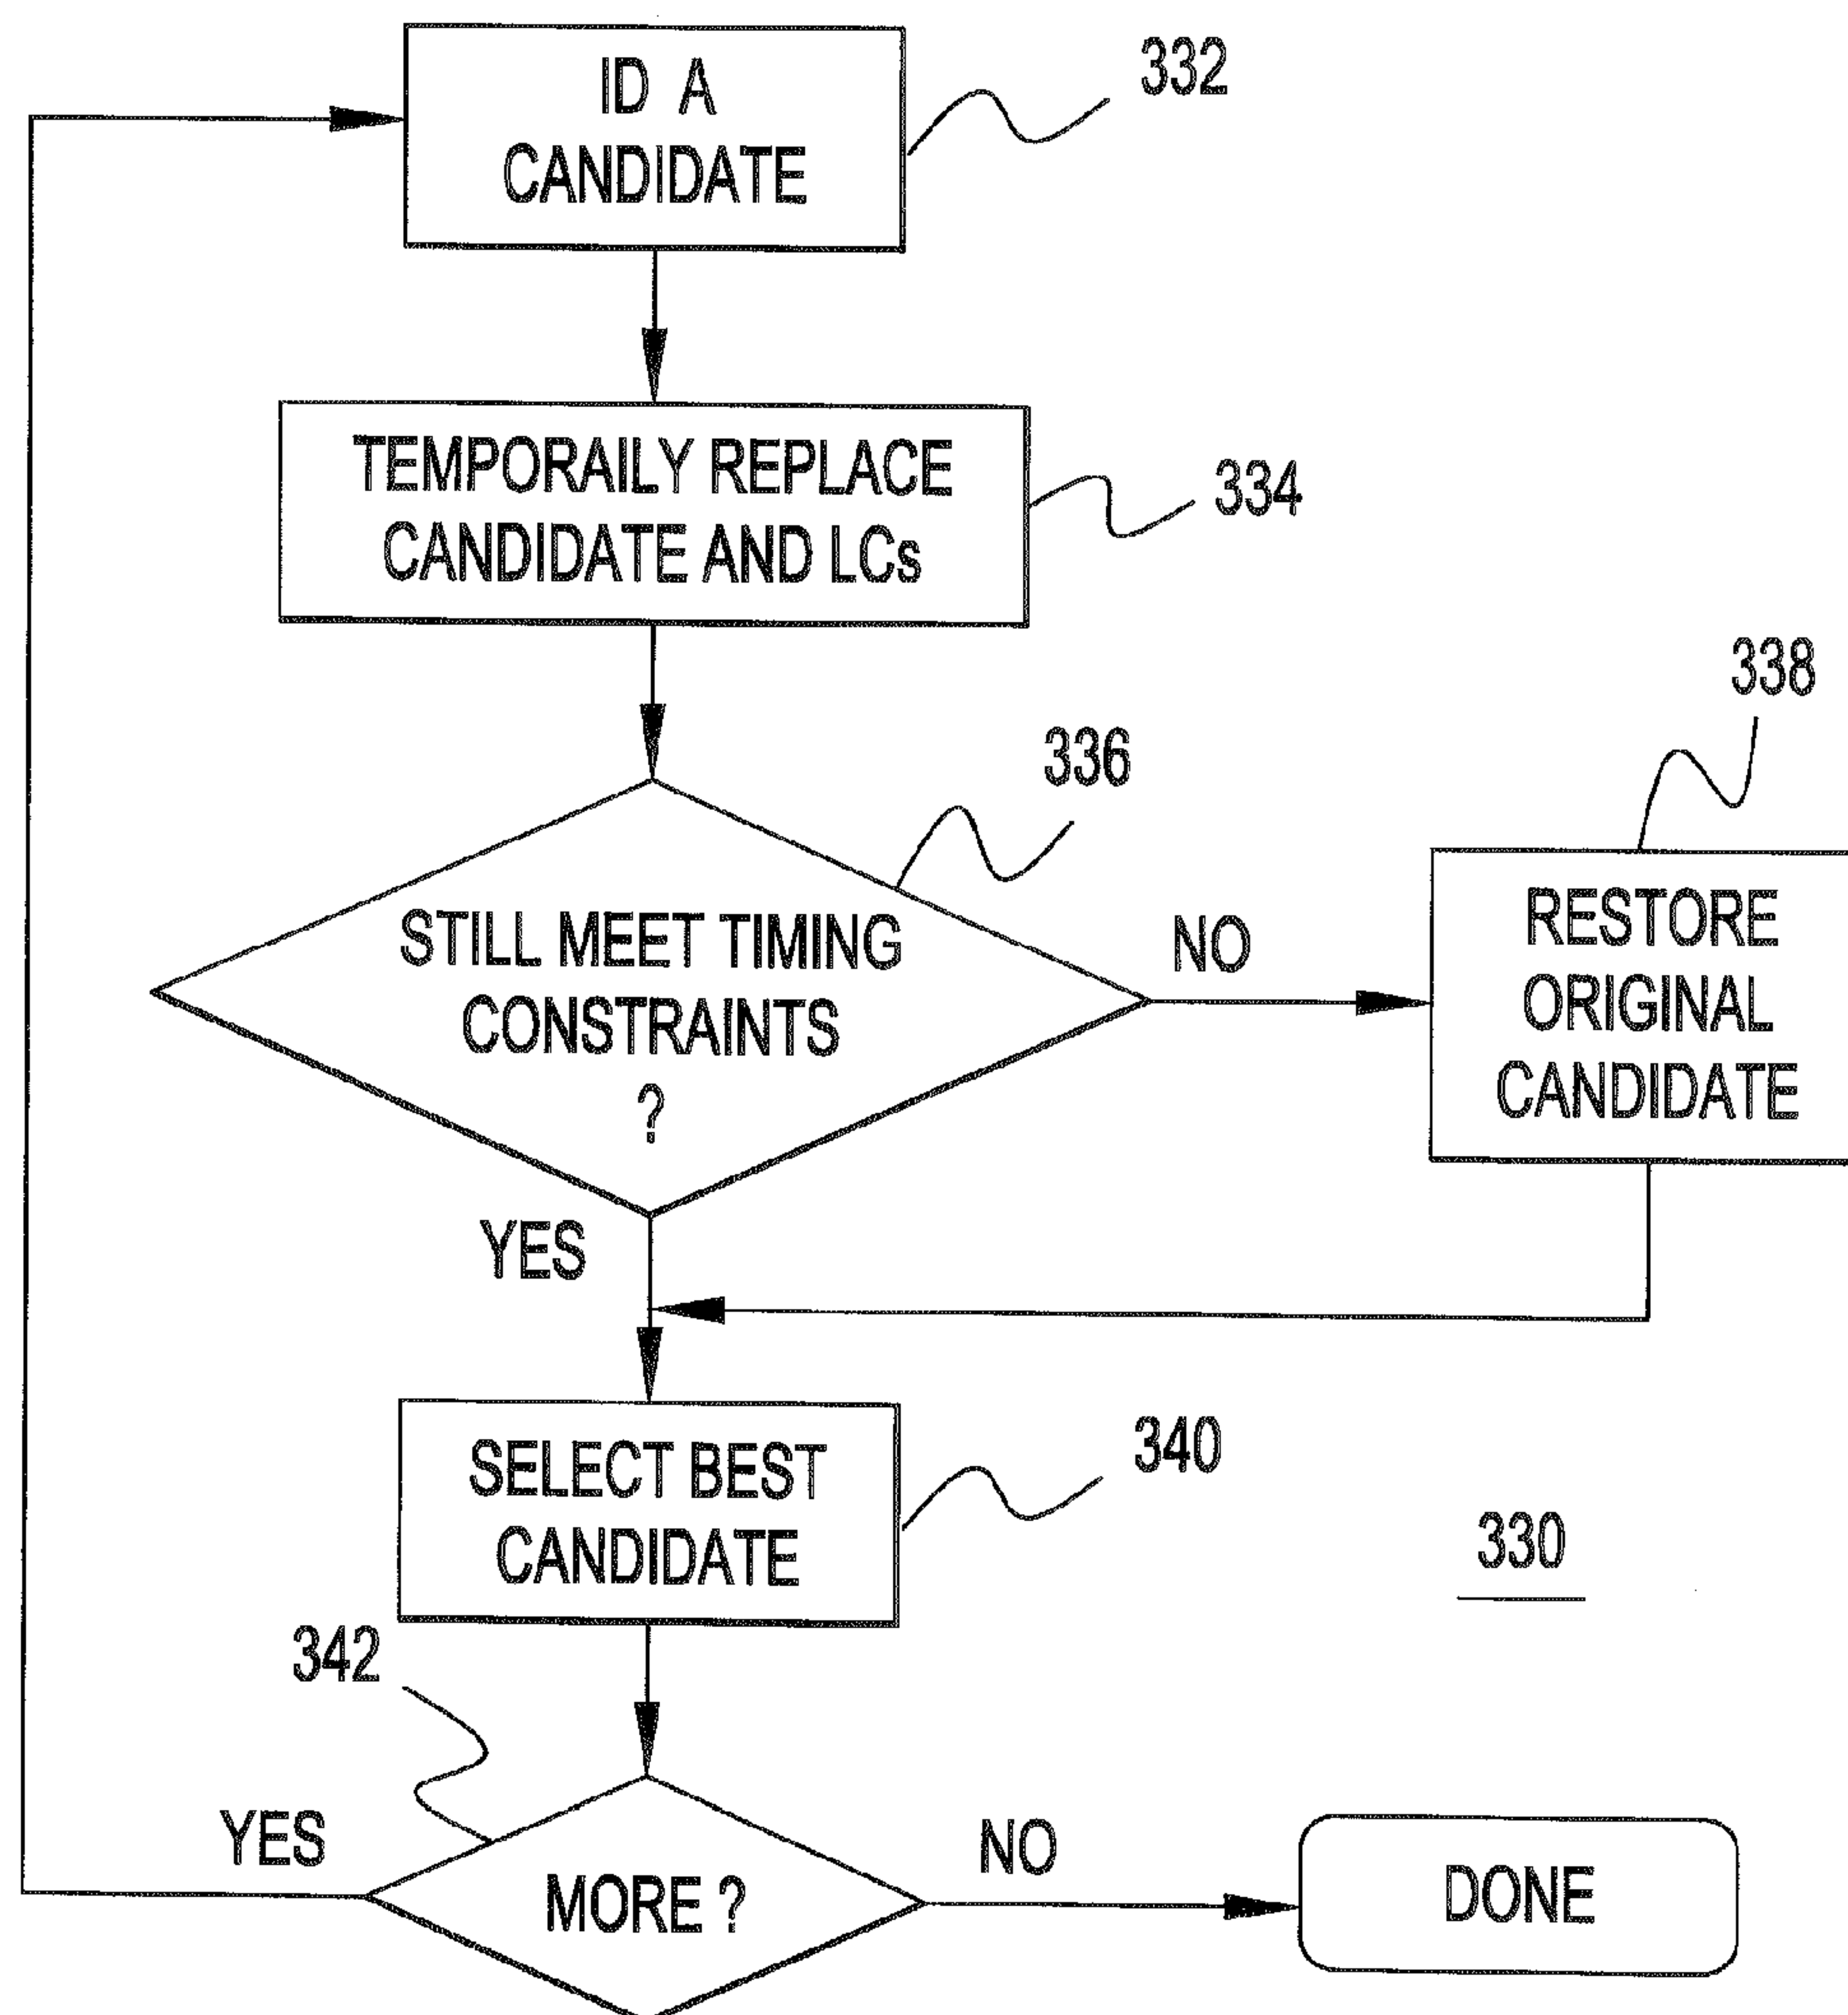 ID A
CANDIDATE
332
TEMPORAILY REPLACE
CANDIDATE AND LCs
334
336
338
STILL MEET TIMING
CONSTRAINTS
?
NO
RESTORE
ORIGINAL
CANDIDATE
YES
SELECT BEST
CANDIDATE
340
330
342
YES
MORE ?
NO
DONE